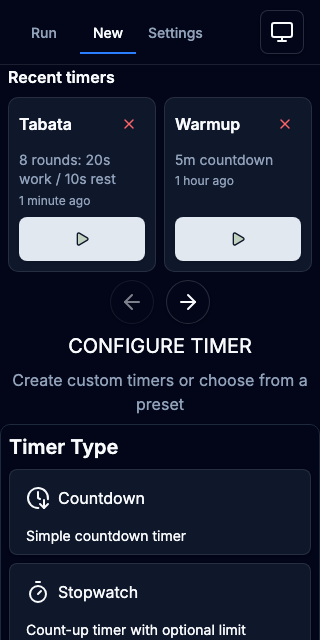 Run New Settings
Recent timers
Tabata
8 rounds: 20s
work / 10s rest
1 minute ago
Warmup
5m countdown
1 hour ago
CONFIGURE TIMER
Create custom timers or choose from a
preset
Timer Type
Countdown
Simple countdown timer
Stopwatch
Count-up timer with optional limit